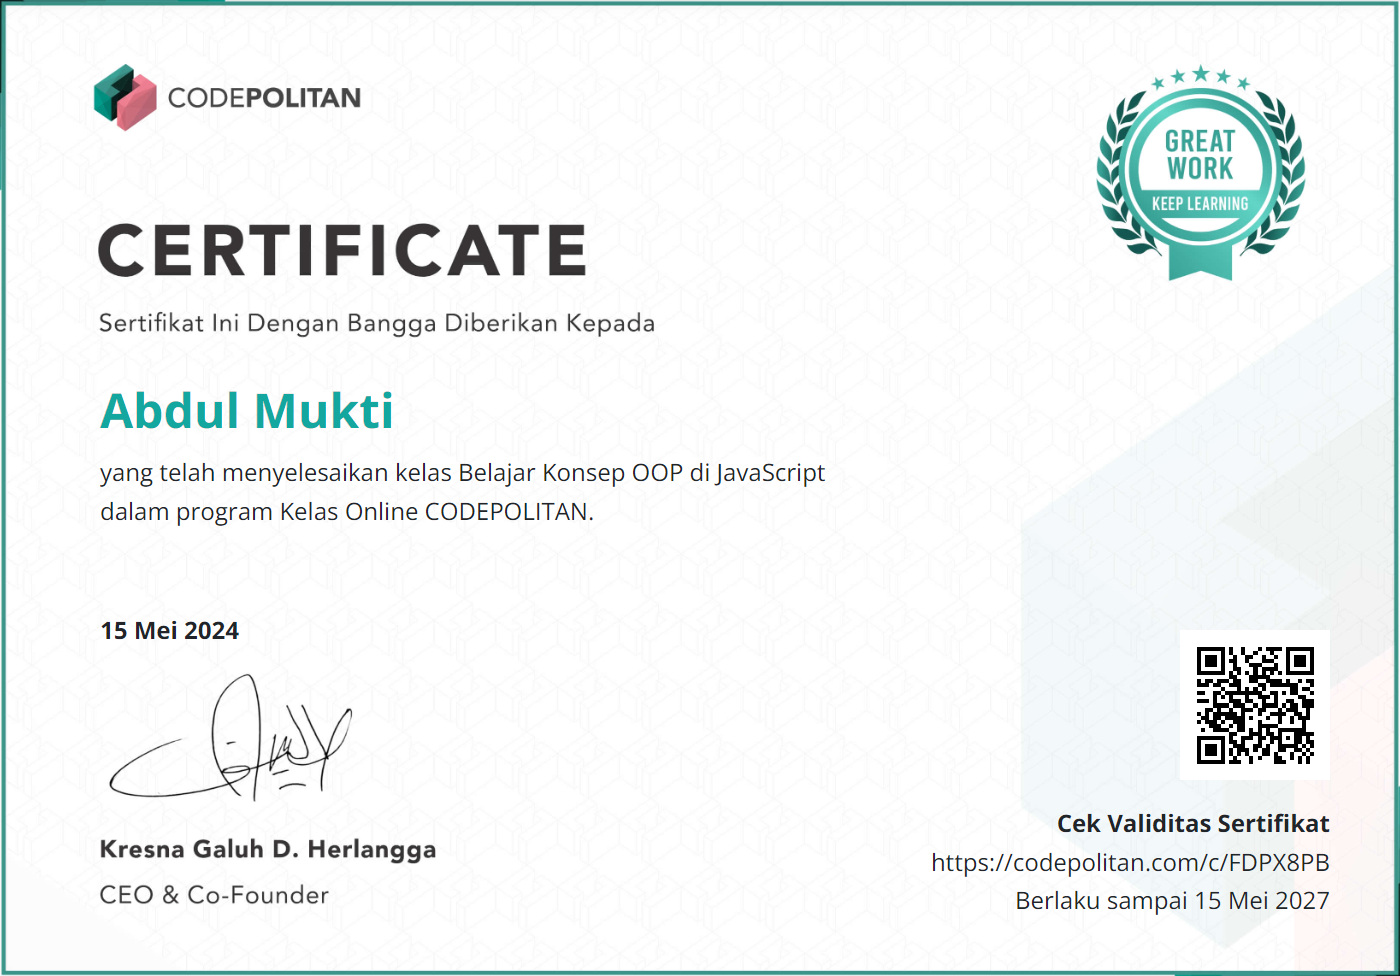 CODEPOLITAN
GREAT
WORK
KEEP LEARNING
CERTIFICATE
Sertifikat Ini Dengan Bangga Diberikan Kepada
Abdul Mukti
yang telah menyelesaikan kelas Belajar Konsep OOP di JavaScript
dalam program Kelas Online CODEPOLITAN.
15 Mei 2024
Kresna Galuh D. Herlangga
CEO & Co-Founder
Cek Validitas Sertifikat
https://codepolitan.com/c/FDPX8PB
Berlaku sampai 15 Mei 2027